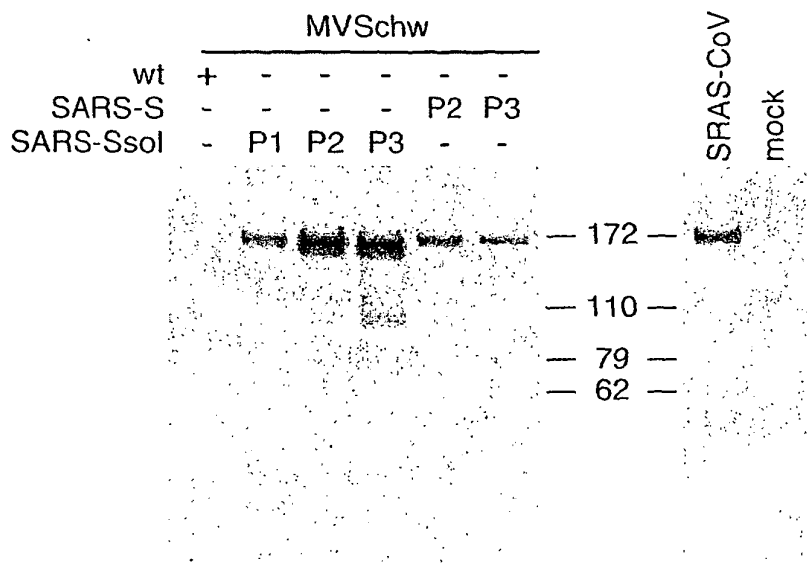 MVSchw
wt + - - - - -
SARS-S - - - - P2 P3
SARS-Ssol - P1 P2 P3 - -
SRAS-CoV
mock
— 172 —
— 110 —
— 79 —
— 62 —